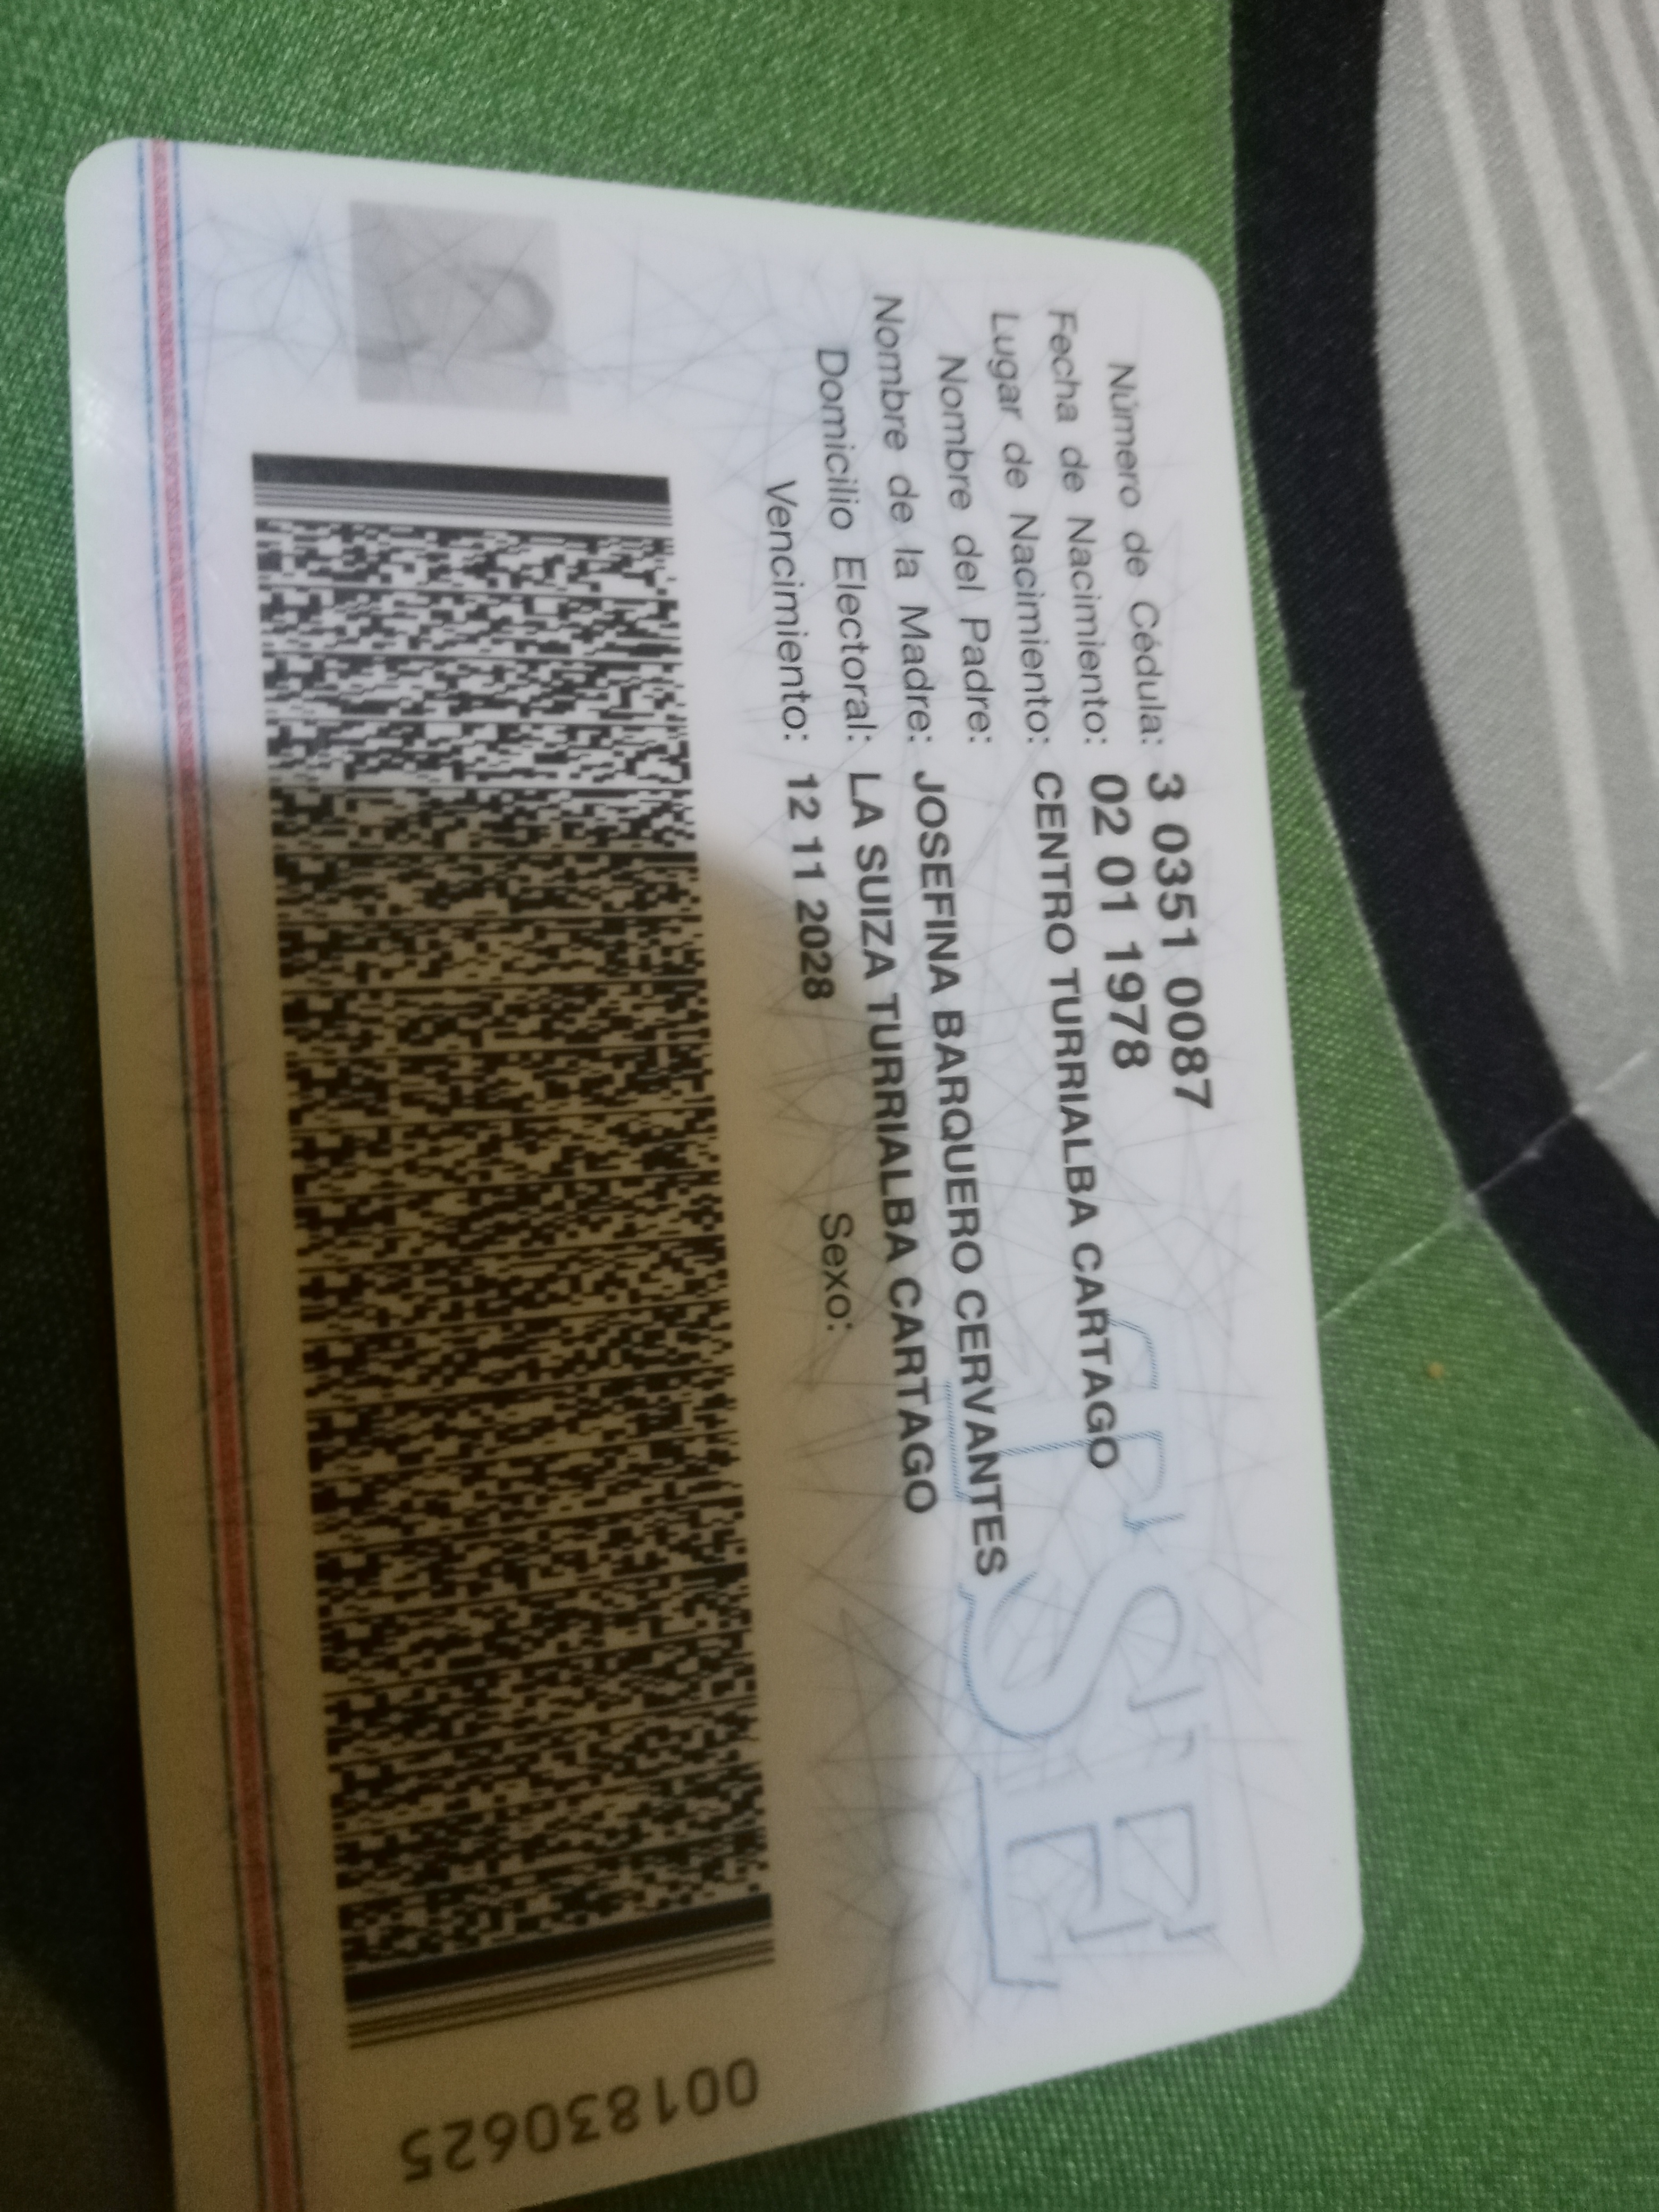 Número de Cédula: 3 0351 0087
Fecha de Nacimiento: 02 01 1978
Lugar de Nacimiento: CENTRO TURRIALBA CARTAGO
Nombre del Padre:
Nombre de la Madre: JOSEFINA BARQUERO CERVANTES
Domicilio Electoral: LA SUIZA TURRIALBA CARTAGO
Vencimiento: 12 11 2028 Sexo:
TSE
001830625